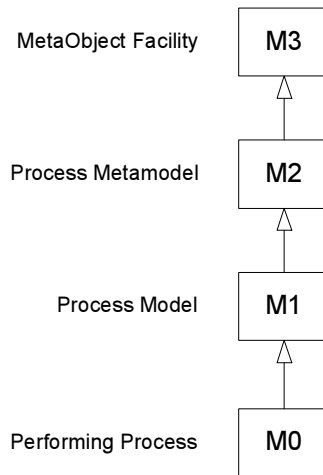 MetaObject Facility M3
Process Metamodel M2
Process Model M1
Performing Process M0